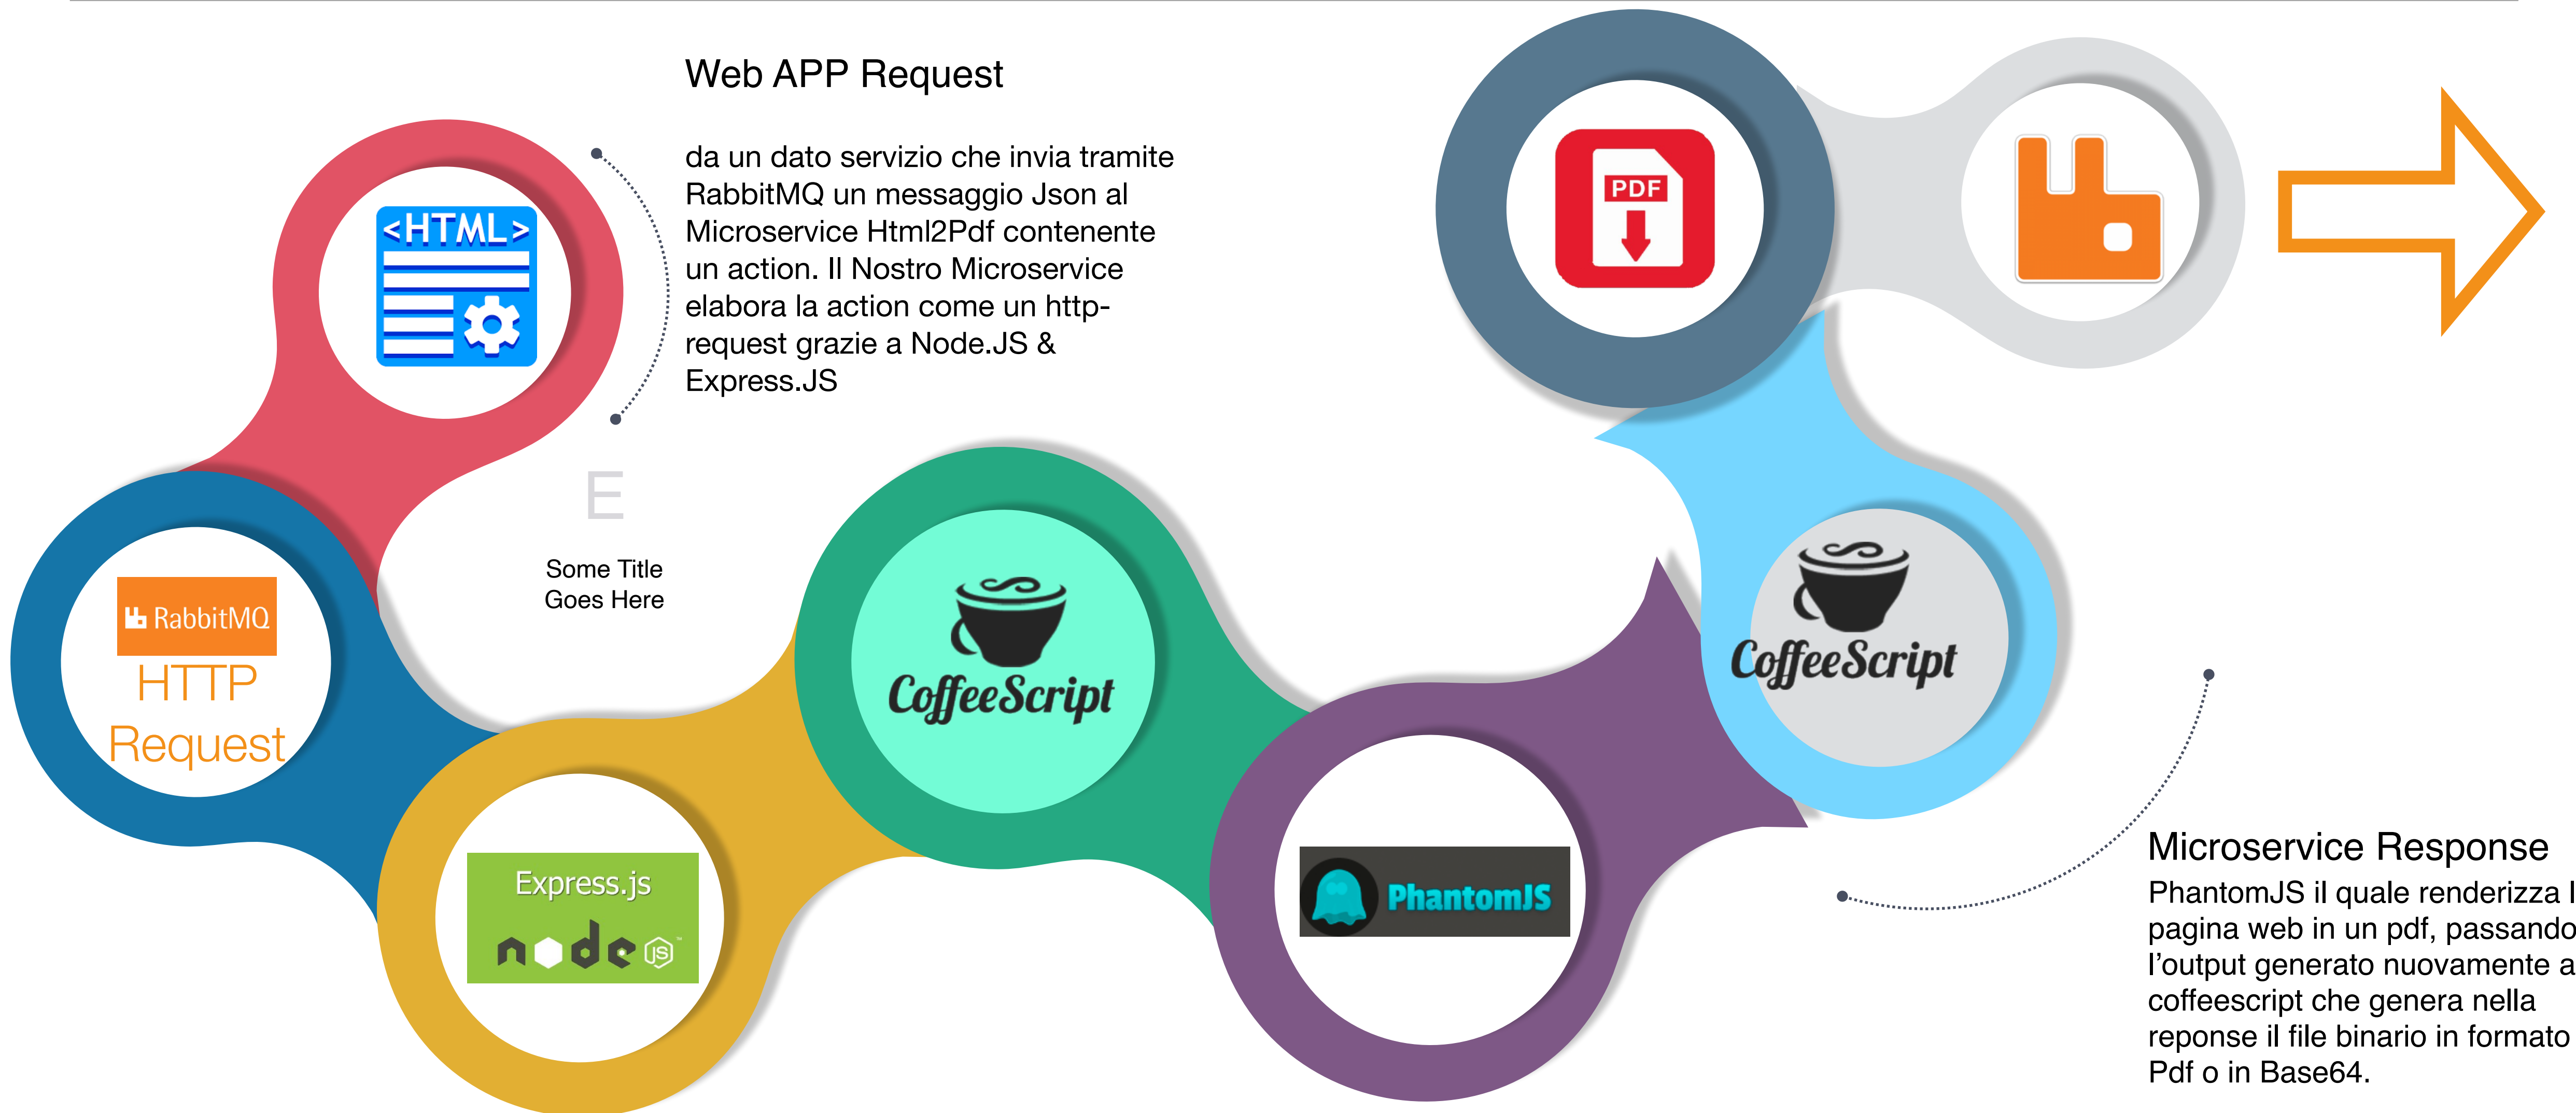 Web APP Request
da un dato servizio che invia tramite
RabbitMQ un messaggio Json al
Microservice Html2Pdf contenente
un action. Il Nostro Microservice
elabora la action come un http-
request grazie a Node.JS &
Express.JS
<HTML>
PDF
E
Some Title
Goes Here
RabbitMQ
HTTP
Request
CoffeeScript
CoffeeScript
Express.js
node
JS
™
PhantomJS
Microservice Response
PhantomJS il quale renderizza l
pagina web in un pdf, passando
l’output generato nuovamente a
coffeescript che genera nella
reponse il file binario in formato
Pdf o in Base64.